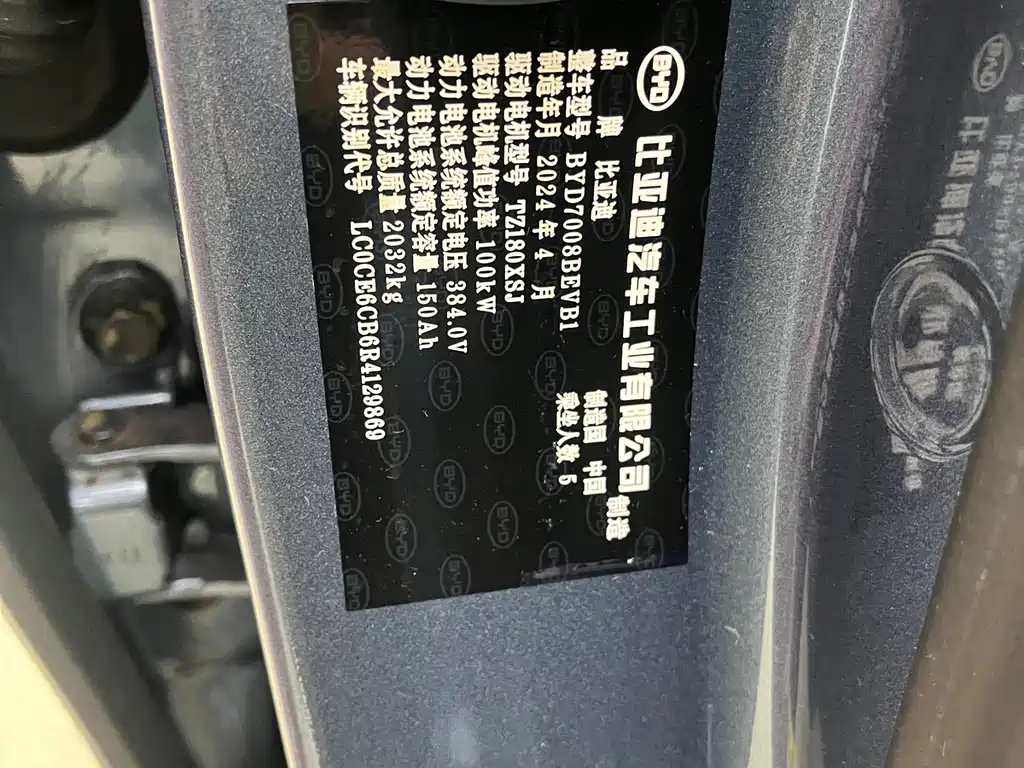 BYD 比亚迪汽车工业有限公司 制造
品牌 比亚迪 制造国 中国
整车型号 BYD7008BEVB1 乘坐人数 5
制造年月 2024 年 4 月
驱动电机型号 TZ180XSJ
驱动电机峰值功率 100kW
动力电池系统额定电压 384.0V
动力电池系统额定容量 150Ah
最大允许总质量 2032kg
车辆识别代号 LC0CE6CB6R4129869